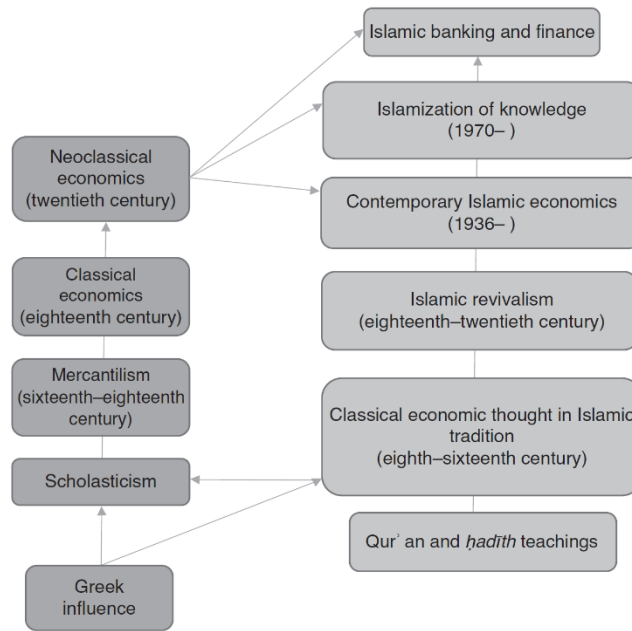 Islamic banking and finance
Islamization of knowledge
(1970– )
Neoclassical
economics
(twentieth century)
Contemporary Islamic economics
(1936– )
Classical
economics
(eighteenth century)
Islamic revivalism
(eighteenth–twentieth century)
Mercantilism
(sixteenth–eighteenth
century)
Classical economic thought in Islamic
tradition
(eighth–sixteenth century)
Scholasticism
Qurʾ an and ḥadīth teachings
Greek
influence